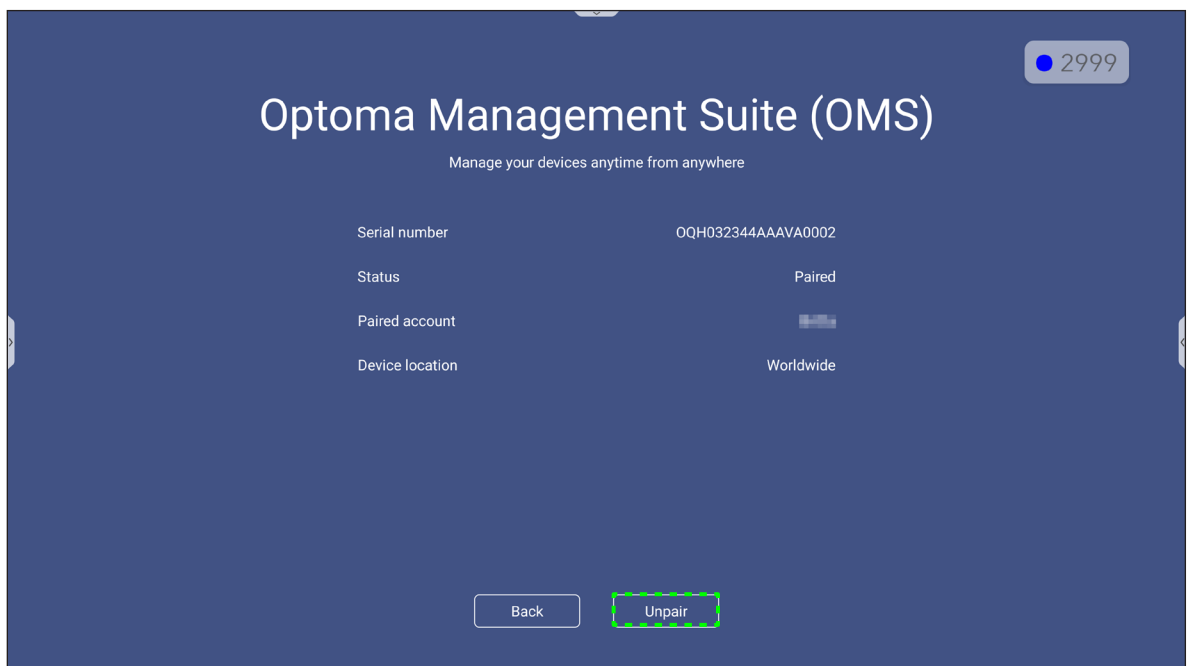 2999
Optoma Management Suite (OMS)
Manage your devices anytime from anywhere
Serial number OQH032344AAAVA0002
Status Paired
Paired account
Device location Worldwide
Back Unpair